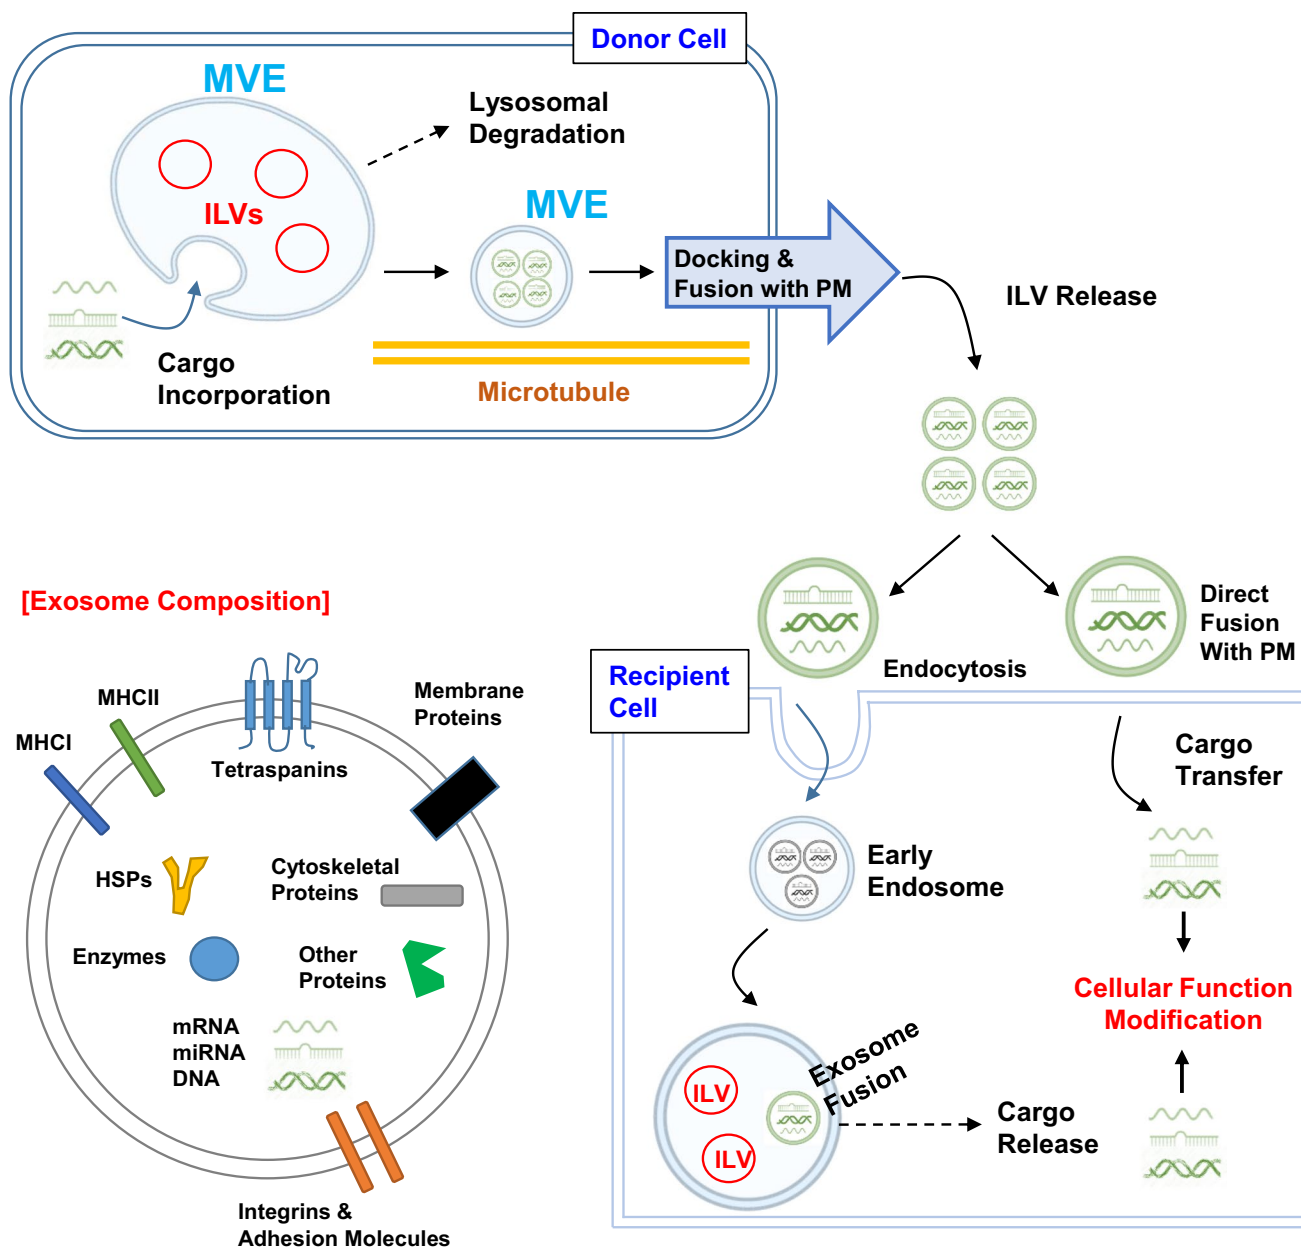 Donor Cell
MVE
Lysosomal
Degradation
ILVs
MVE
Docking &
Fusion with PM
ILV Release
Cargo
Incorporation
Microtubule
[Exosome Composition]
Direct
Fusion
With PM
Endocytosis
Recipient
Cell
MHCII
Membrane
Proteins
MHCI
Tetraspanins
Cargo
Transfer
HSPs
Cytoskeletal
Proteins
Early
Endosome
Enzymes
Other
Proteins
Cellular Function
Modification
mRNA
miRNA
DNA
Exosome
Fusion
ILV
ILV
Cargo
Release
Integrins &
Adhesion Molecules